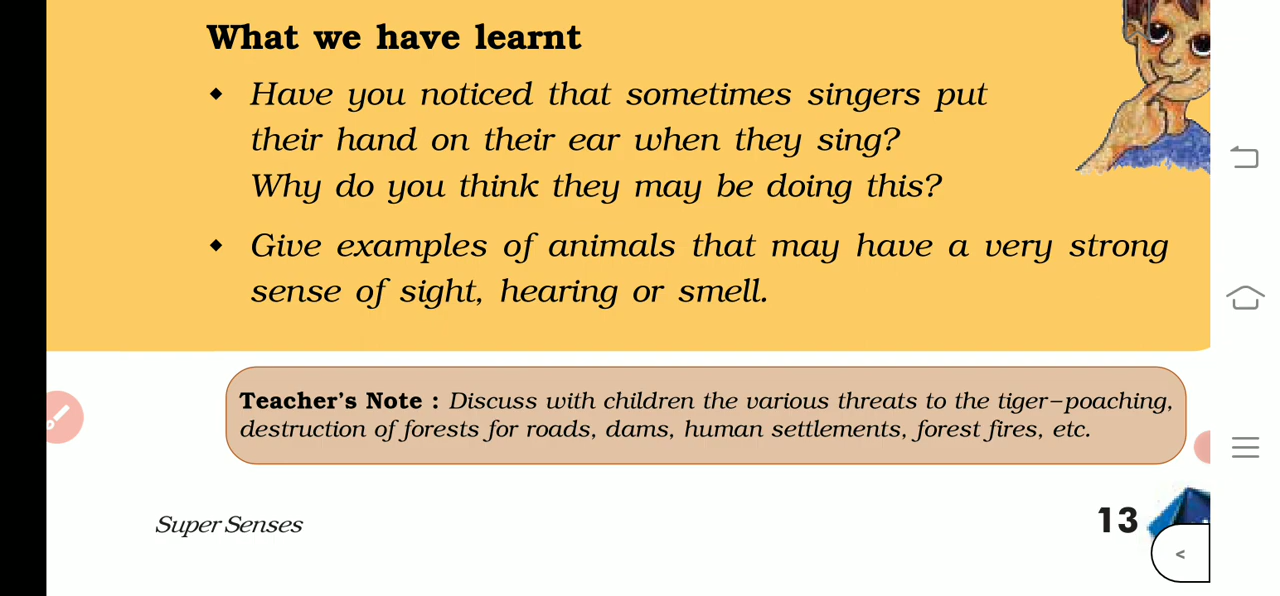 What we have learnt
◆ Have you noticed that sometimes singers put
their hand on their ear when they sing?
Why do you think they may be doing this?
◆ Give examples of animals that may have a very strong
sense of sight, hearing or smell.
Teacher's Note : Discuss with children the various threats to the tiger–poaching,
destruction of forests for roads, dams, human settlements, forest fires, etc.
Super Senses
13
<